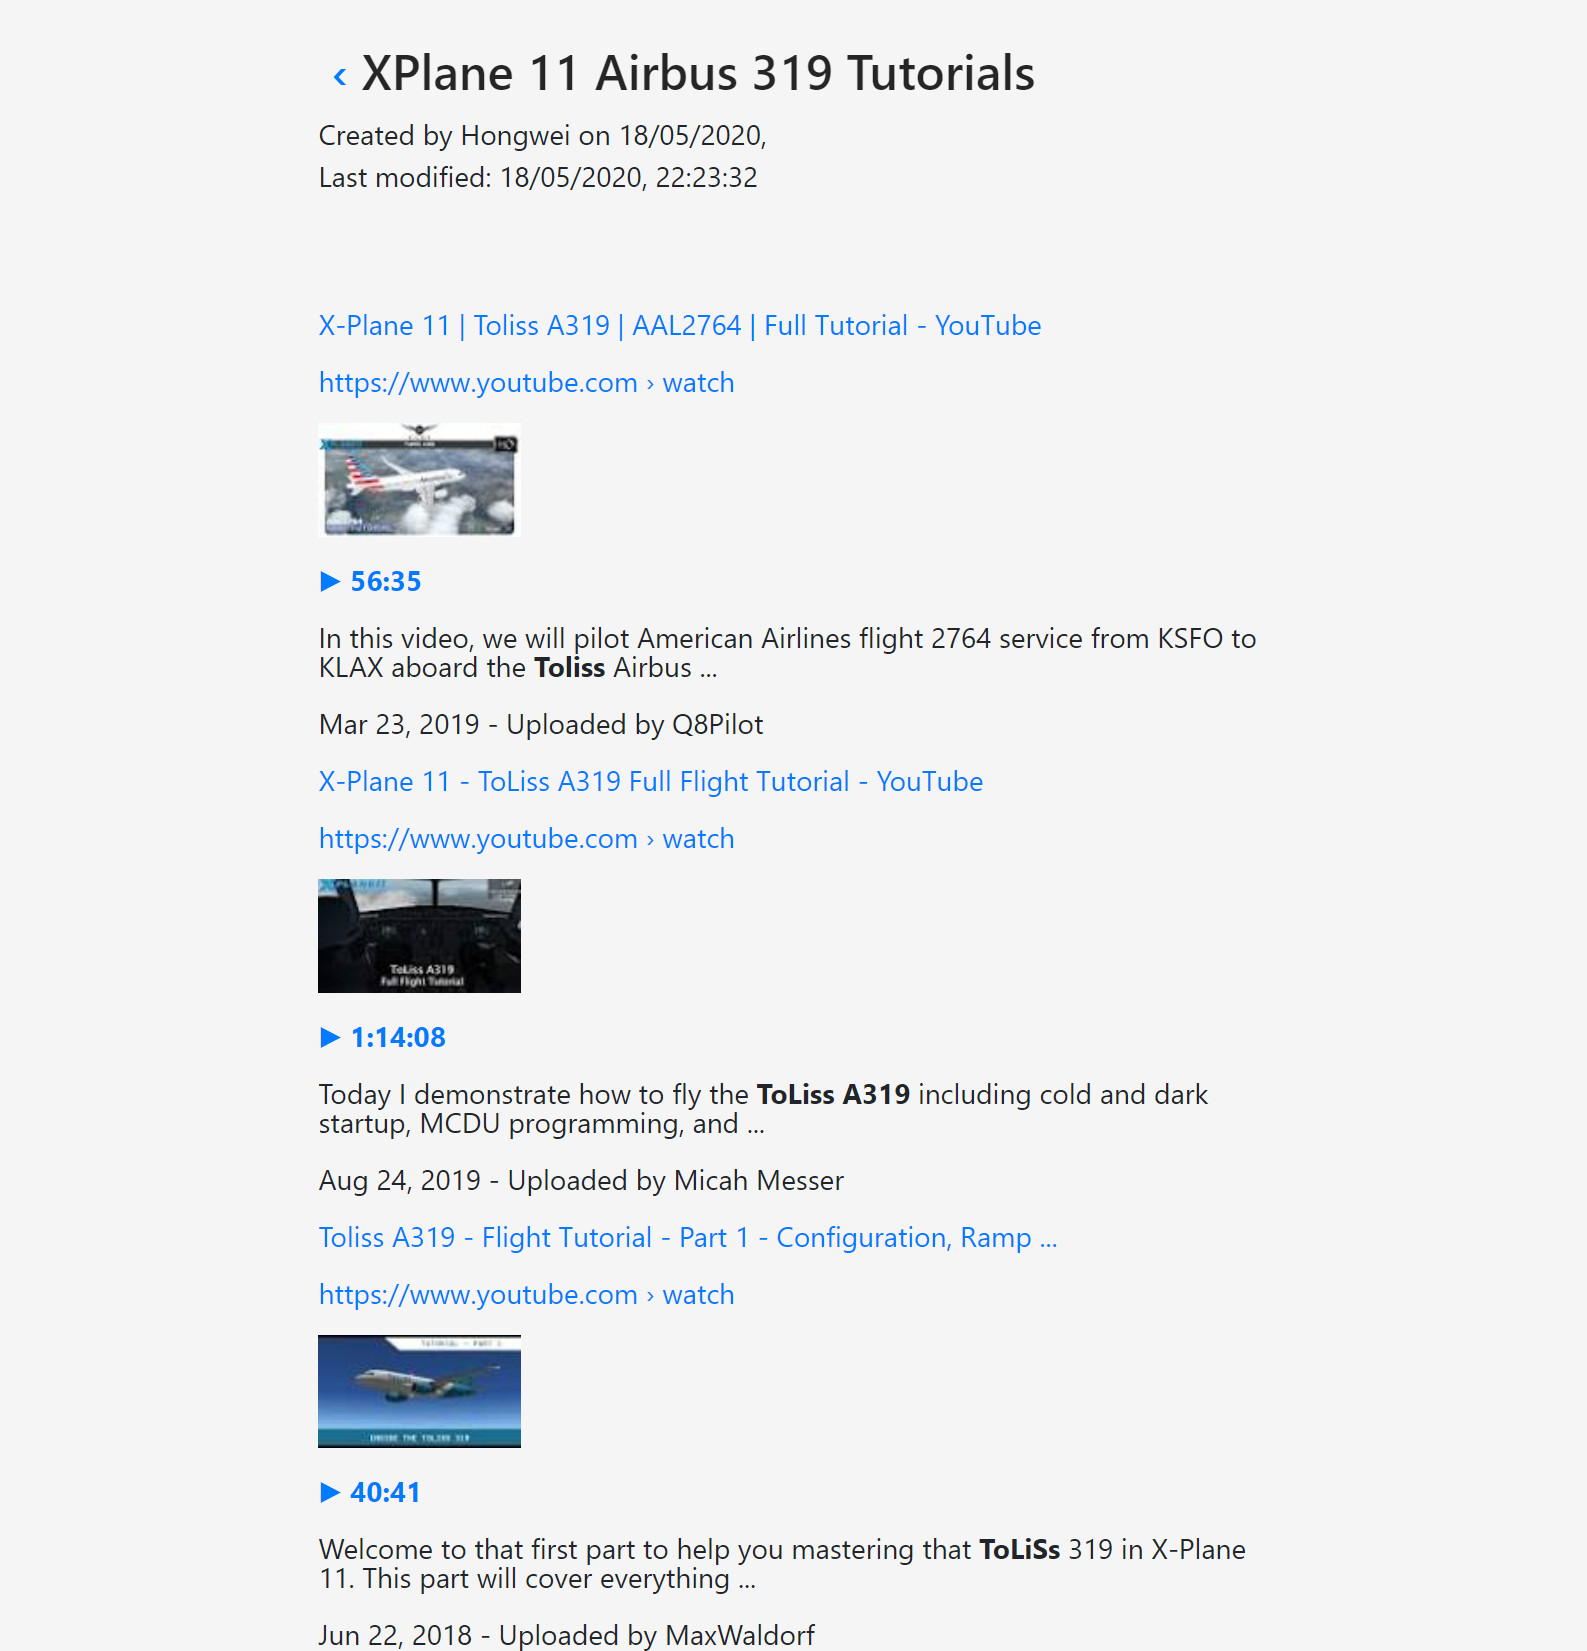 ‹ XPlane 11 Airbus 319 Tutorials
Created by Hongwei on 18/05/2020,
Last modified: 18/05/2020, 22:23:32
X-Plane 11 | Toliss A319 | AAL2764 | Full Tutorial - YouTube
https://www.youtube.com › watch
▶ 56:35
In this video, we will pilot American Airlines flight 2764 service from KSFO to
KLAX aboard the Toliss Airbus ...
Mar 23, 2019 - Uploaded by Q8Pilot
X-Plane 11 - ToLiss A319 Full Flight Tutorial - YouTube
https://www.youtube.com › watch
ToLiss A319
Full Flight Tutorial
▶ 1:14:08
Today I demonstrate how to fly the ToLiss A319 including cold and dark
startup, MCDU programming, and ...
Aug 24, 2019 - Uploaded by Micah Messer
Toliss A319 - Flight Tutorial - Part 1 - Configuration, Ramp ...
https://www.youtube.com › watch
TUTORIAL - PART 1
INSIDE THE TOLISS 319
▶ 40:41
Welcome to that first part to help you mastering that ToLiSs 319 in X-Plane
11. This part will cover everything ...
Jun 22, 2018 - Uploaded by MaxWaldorf